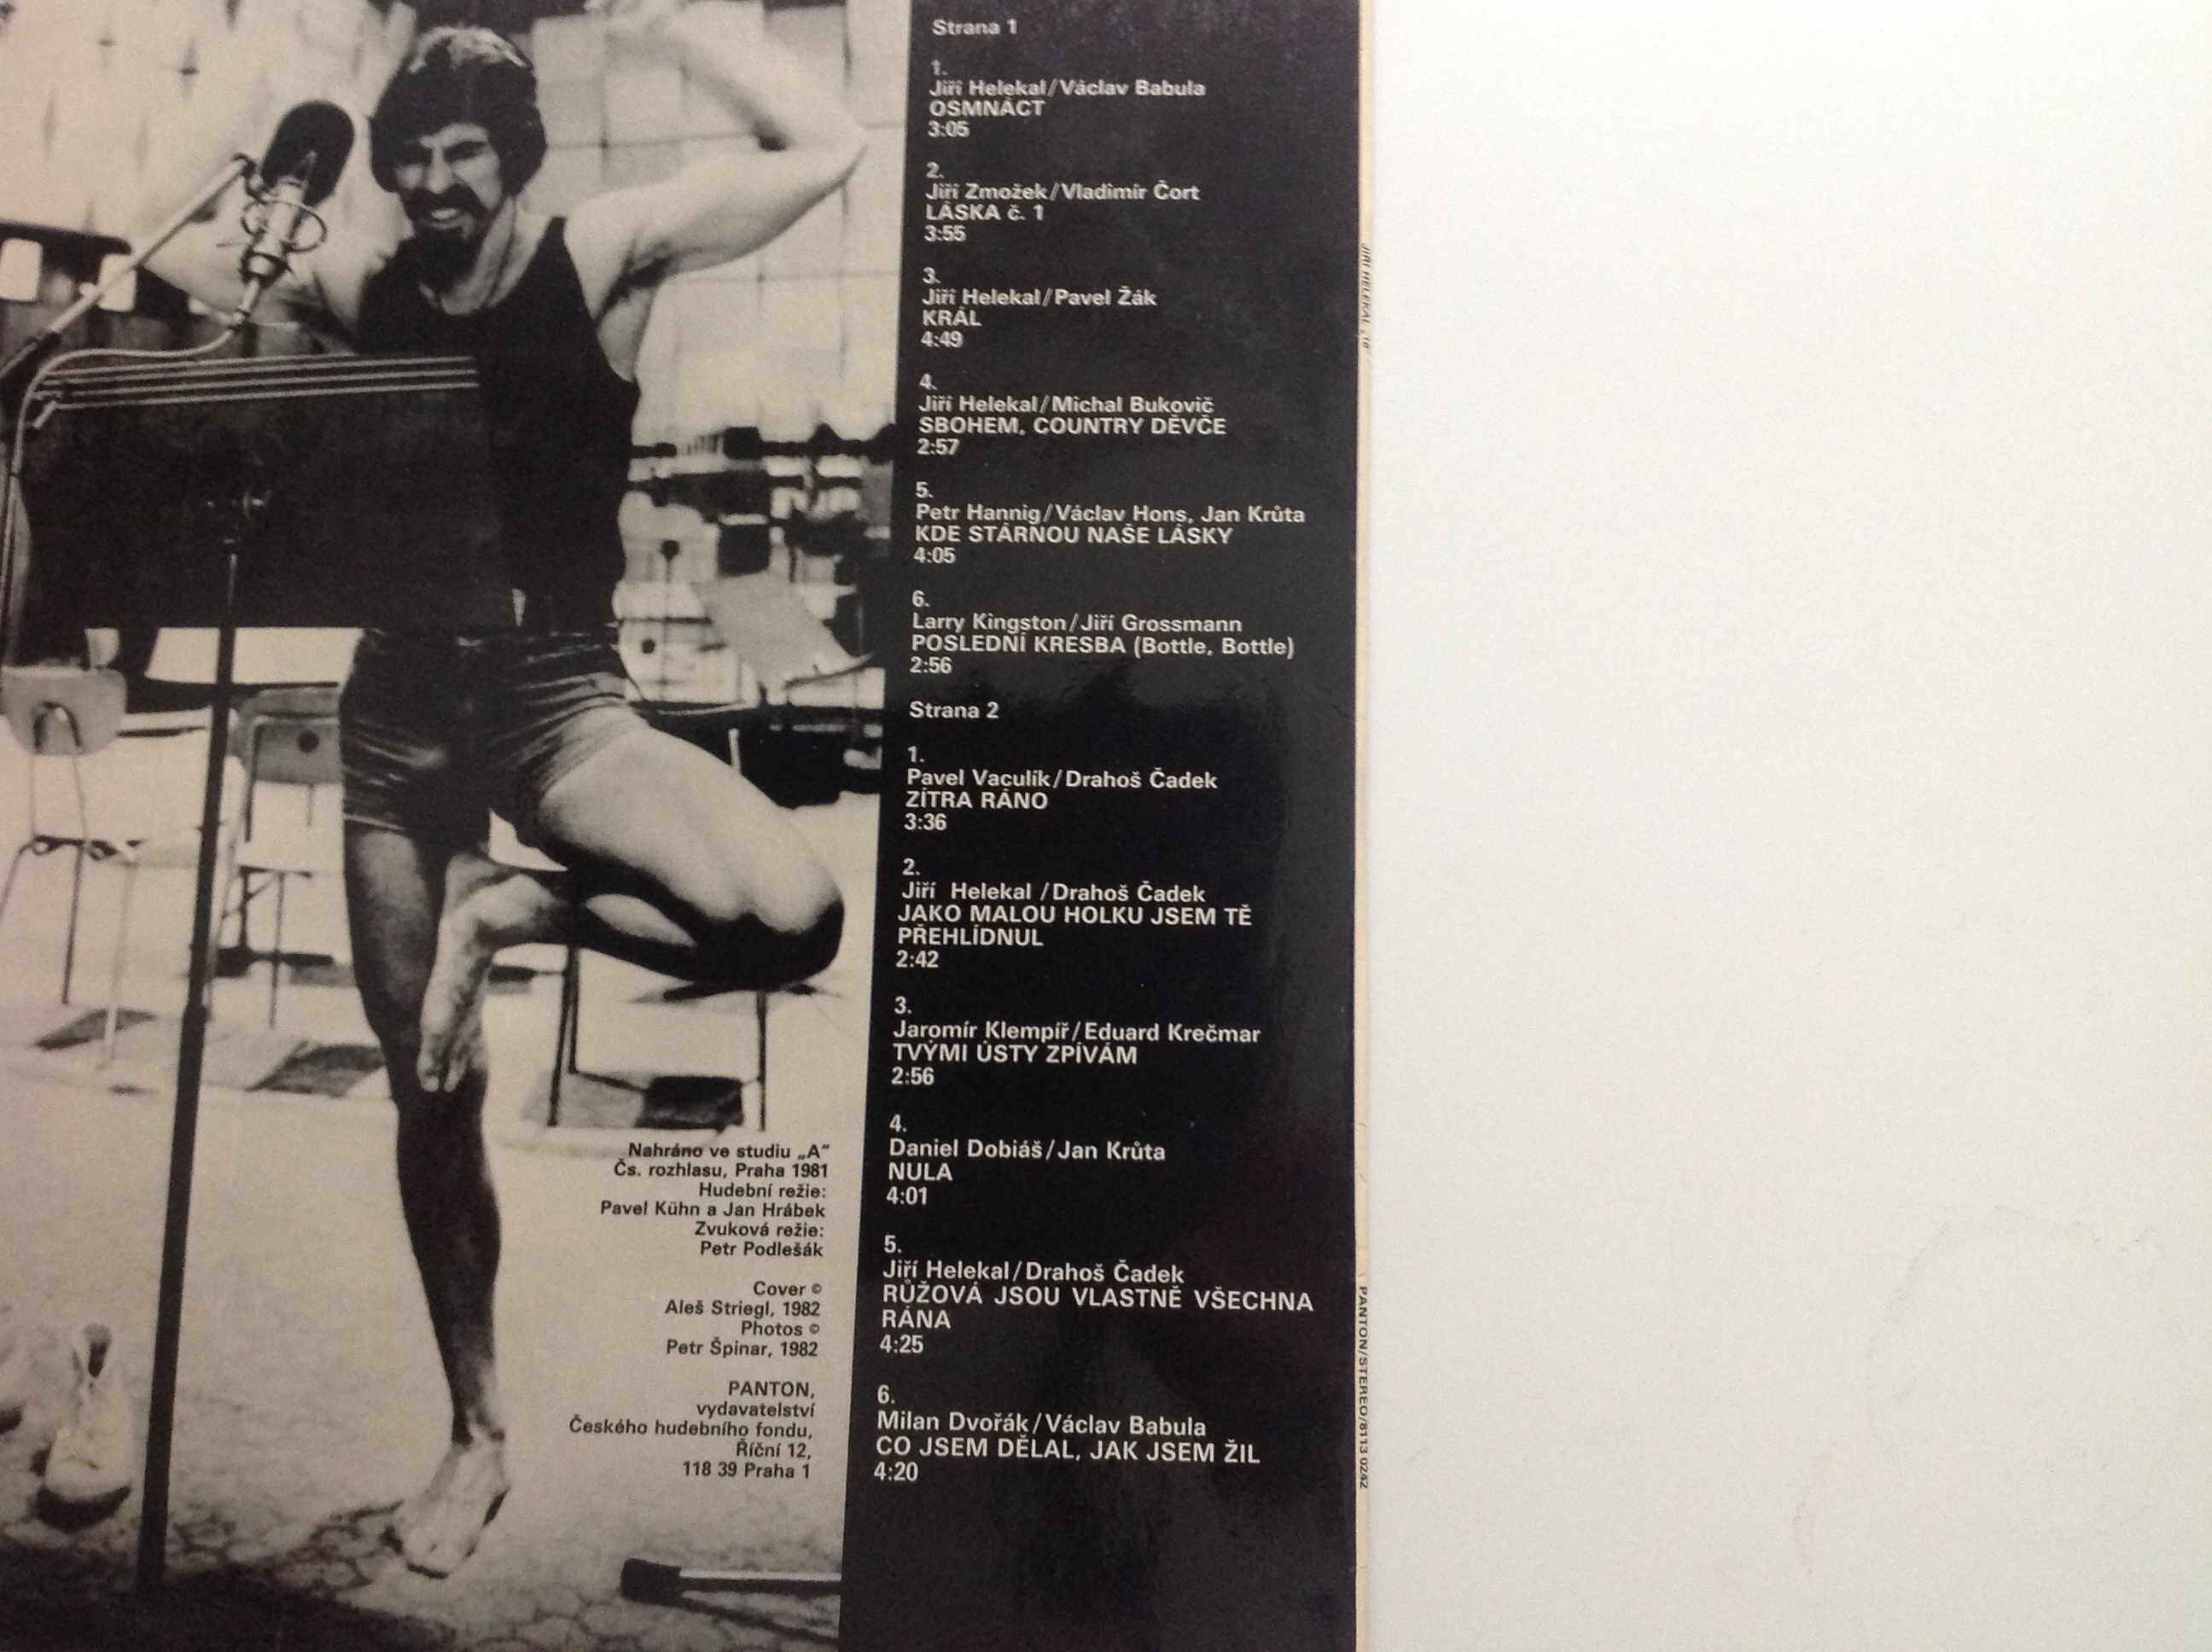 Strana 1
1.
Jiří Helekal/Václav Babula
OSMNÁCT
3:05
2.
Jiří Zmožek/Vladimír Čort
LÁSKA č. 1
3:55
3.
Jiří Helekal/Pavel Žák
KRÁL
4:49
4.
Jiří Helekal/Michal Bukovič
SBOHEM, COUNTRY DĚVČE
2:57
5.
Petr Hannig/Václav Hons, Jan Krůta
KDE STÁRNOU NAŠE LÁSKY
4:05
6.
Larry Kingston/Jiří Grossmann
POSLEDNÍ KRESBA (Bottle, Bottle)
2:56
Strana 2
1.
Pavel Vaculík/Drahoš Čadek
ZÍTRA RÁNO
3:36
2.
Jiří Helekal /Drahoš Čadek
JAKO MALOU HOLKU JSEM TĚ
PŘEHLÍDNUL
2:42
3.
Jaromír Klempíř/Eduard Krečmar
TVÝMI ÚSTY ZPÍVÁM
2:56
4.
Daniel Dobiáš/Jan Krůta
NULA
4:01
5.
Jiří Helekal/Drahoš Čadek
RŮŽOVÁ JSOU VLASTNĚ VŠECHNA
RÁNA
4:25
6.
Milan Dvořák/Václav Babula
CO JSEM DĚLAL, JAK JSEM ŽIL
4:20
Nahráno ve studiu „A“
Čs. rozhlasu, Praha 1981
Hudební režie:
Pavel Kühn a Jan Hrábek
Zvuková režie:
Petr Podlešák
Cover ©
Aleš Striegl, 1982
Photos ©
Petr Špinar, 1982
PANTON,
vydavatelství
Českého hudebního fondu,
Říční 12,
118 39 Praha 1
JIŘÍ HELEKAL
PANTON/STEREO/8113 0242